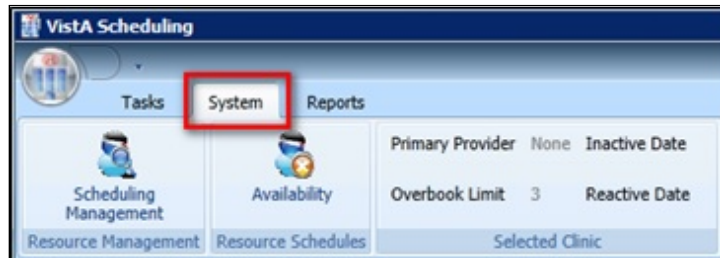 VistA Scheduling
Tasks System Reports
Primary Provider None Inactive Date
Scheduling Management
Availability
Overbook Limit 3 Reactive Date
Resource Management Resource Schedules Selected Clinic